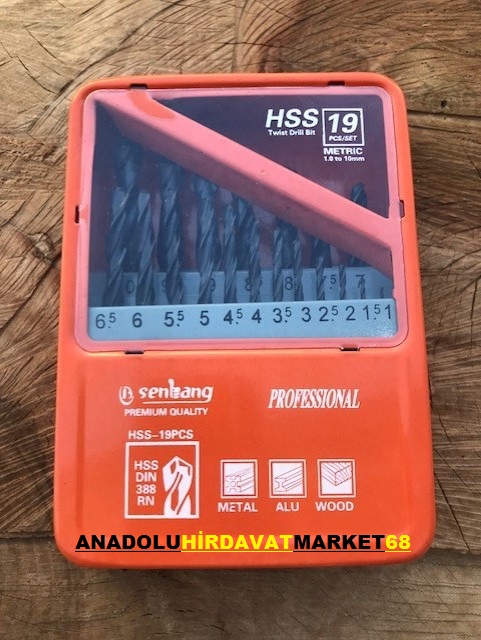 HSS 19
Twist Drill Bit PCS/SET
METRIC
1.0 to 10mm
6.5 6 5.5 5 4.5 4 3.5 3 2.5 2 1.5 1
senbang
PREMIUM QUALITY
PROFESSIONAL
HSS-19PCS
HSS
DIN
388
RN
METAL ALU WOOD
ANADOLUHİRDAVATMARKET68